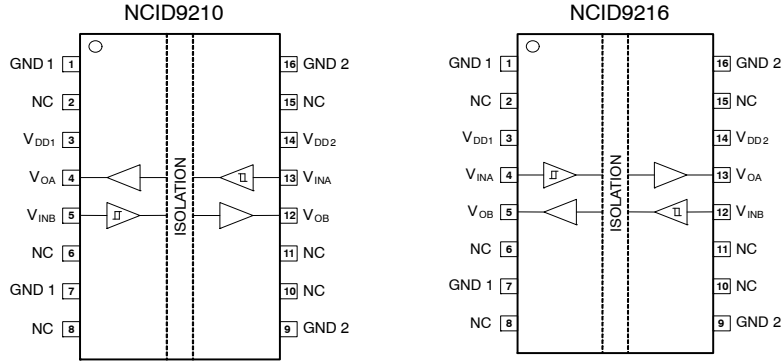 NCID9210
GND 1 1 16 GND 2
NC 2 15 NC
VDD1 3 14 VDD2
VOA 4 13 VINA
VINB 5 12 VOB
NC 6 11 NC
GND 1 7 10 NC
NC 8 9 GND 2
ISOLATION
NCID9216
GND 1 1 16 GND 2
NC 2 15 NC
VDD1 3 14 VDD2
VINA 4 13 VOA
VOB 5 12 VINB
NC 6 11 NC
GND 1 7 10 NC
NC 8 9 GND 2
ISOLATION